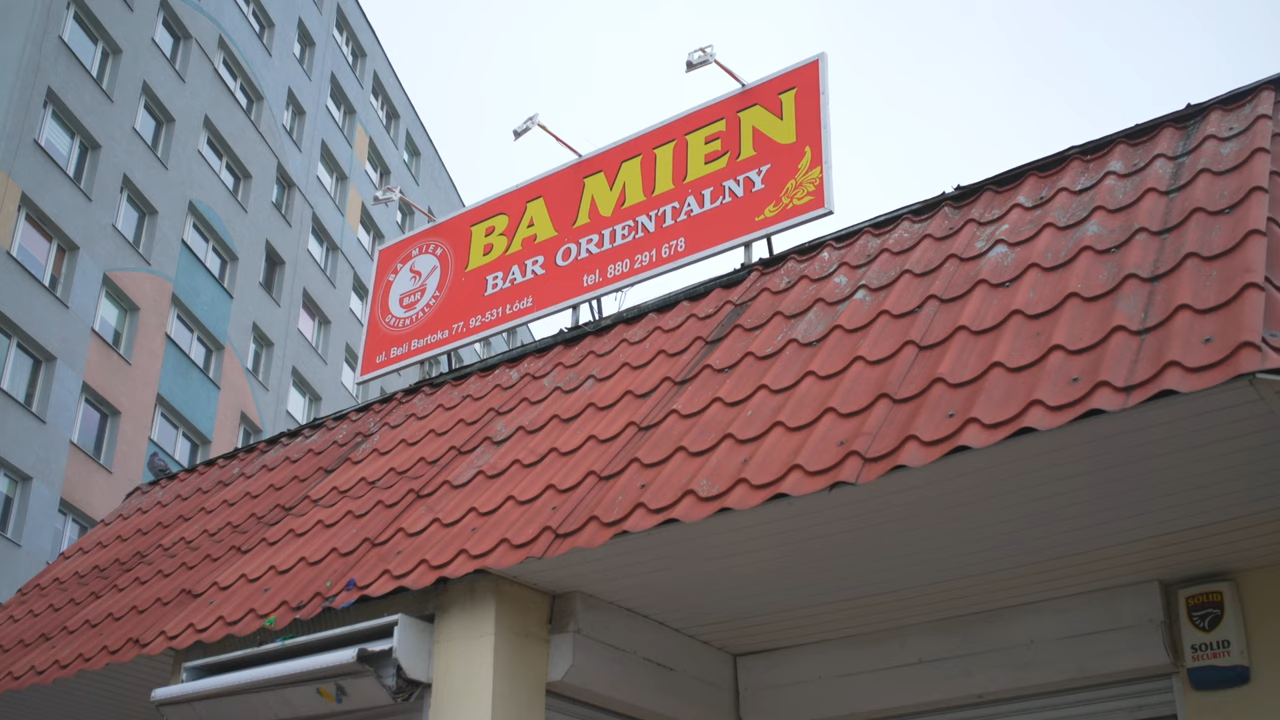 BA MIEN
BAR ORIENTALNY
tel. 880 291 678
ul. Beli Bartoka 77, 92-531 Łódź
BA MIEN
BAR
ORIENTALNY
SOLID
SOLID
SECURITY